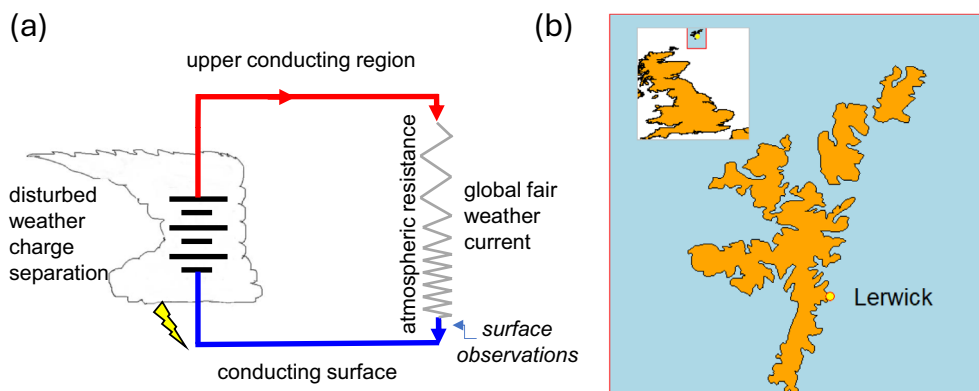 (a)
upper conducting region
disturbed
weather
charge
separation
atmospheric resistance
global fair
weather
current
surface
observations
conducting surface
(b)
Lerwick